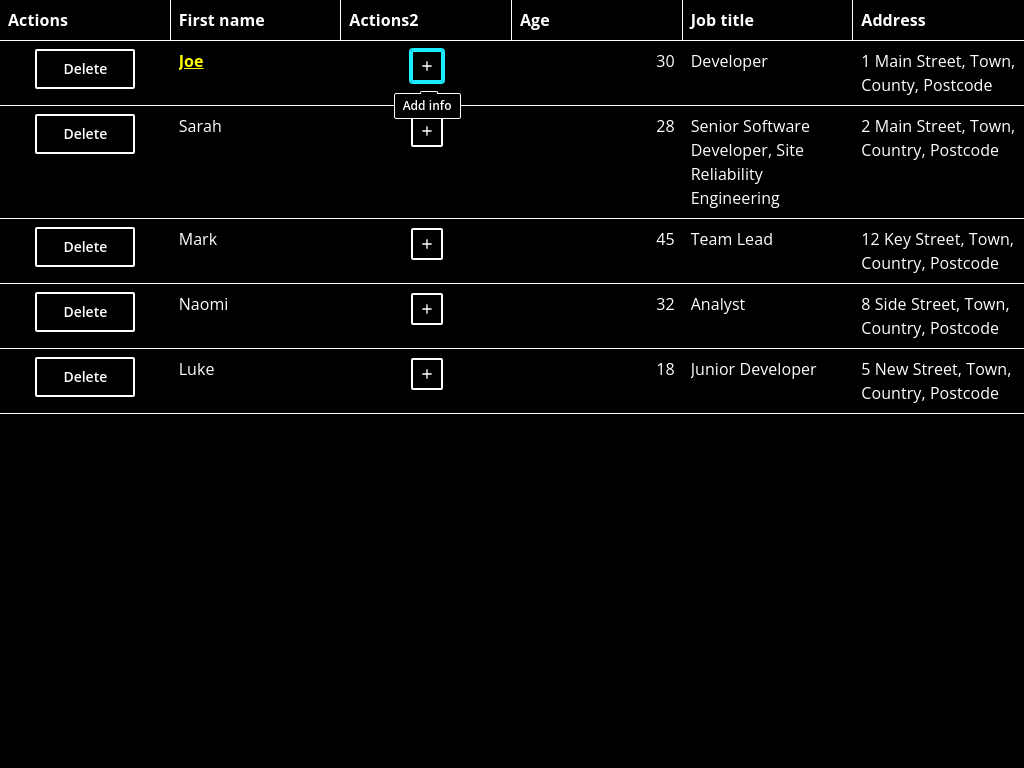 Actions First name Actions2 Age Job title Address
Delete Joe + 30 Developer 1 Main Street, Town,
County, Postcode
Add info
Delete Sarah + 28 Senior Software 2 Main Street, Town,
Developer, Site Country, Postcode
Reliability
Engineering
Delete Mark + 45 Team Lead 12 Key Street, Town,
Country, Postcode
Delete Naomi + 32 Analyst 8 Side Street, Town,
Country, Postcode
Delete Luke + 18 Junior Developer 5 New Street, Town,
Country, Postcode